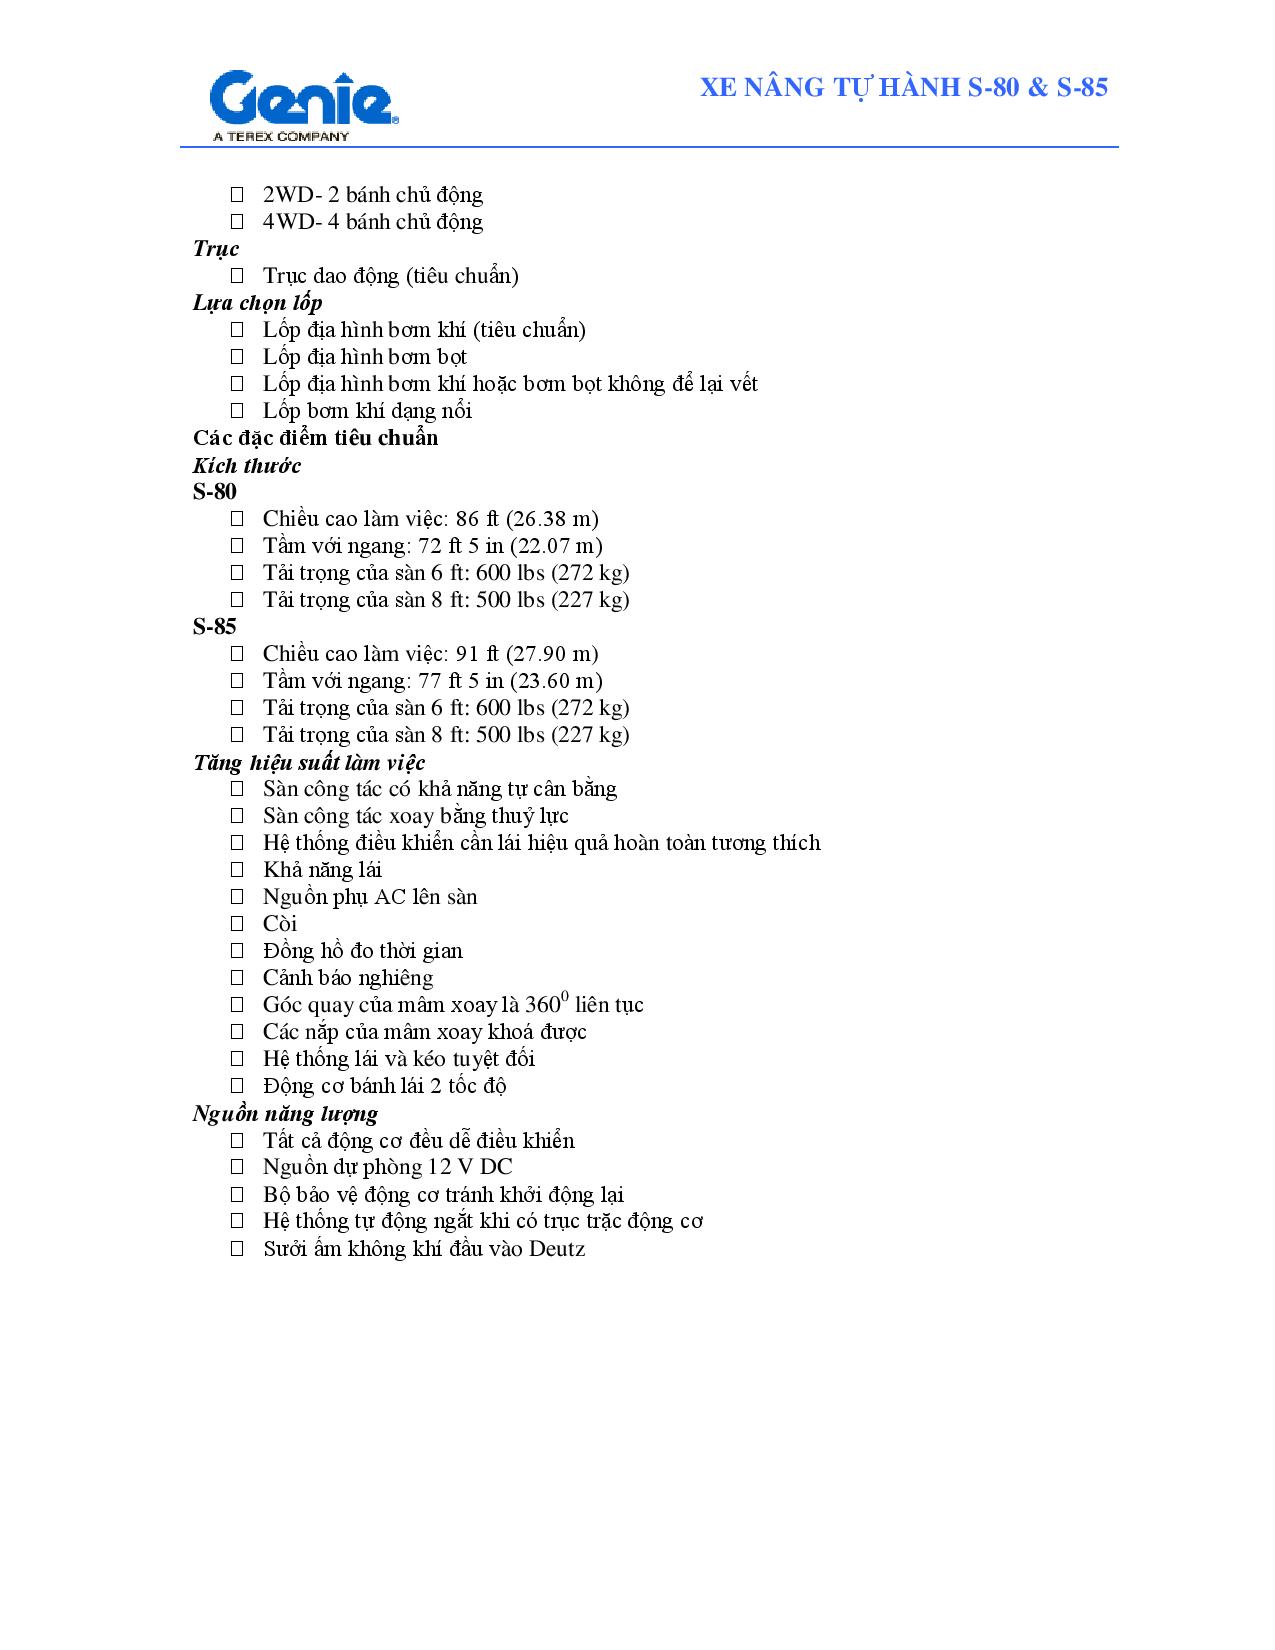 Genie
A TEREX COMPANY
XE NÂNG TỰ HÀNH S-80 & S-85
□ 2WD- 2 bánh chủ động
□ 4WD- 4 bánh chủ động
Trục
□ Trục dao động (tiêu chuẩn)
Lựa chọn lốp
□ Lốp địa hình bơm khí (tiêu chuẩn)
□ Lốp địa hình bơm bọt
□ Lốp địa hình bơm khí hoặc bơm bọt không để lại vết
□ Lốp bơm khí dạng nổi
Các đặc điểm tiêu chuẩn
Kích thước
S-80
□ Chiều cao làm việc: 86 ft (26.38 m)
□ Tầm với ngang: 72 ft 5 in (22.07 m)
□ Tải trọng của sàn 6 ft: 600 lbs (272 kg)
□ Tải trọng của sàn 8 ft: 500 lbs (227 kg)
S-85
□ Chiều cao làm việc: 91 ft (27.90 m)
□ Tầm với ngang: 77 ft 5 in (23.60 m)
□ Tải trọng của sàn 6 ft: 600 lbs (272 kg)
□ Tải trọng của sàn 8 ft: 500 lbs (227 kg)
Tăng hiệu suất làm việc
□ Sàn công tác có khả năng tự cân bằng
□ Sàn công tác xoay bằng thuỷ lực
□ Hệ thống điều khiển cần lái hiệu quả hoàn toàn tương thích
□ Khả năng lái
□ Nguồn phụ AC lên sàn
□ Còi
□ Đồng hồ đo thời gian
□ Cảnh báo nghiêng
□ Góc quay của mâm xoay là 360⁰ liên tục
□ Các nắp của mâm xoay khoá được
□ Hệ thống lái và kéo tuyệt đối
□ Động cơ bánh lái 2 tốc độ
Nguồn năng lượng
□ Tất cả động cơ đều dễ điều khiển
□ Nguồn dự phòng 12 V DC
□ Bộ bảo vệ động cơ tránh khởi động lại
□ Hệ thống tự động ngắt khi có trục trặc động cơ
□ Sưởi ấm không khí đầu vào Deutz